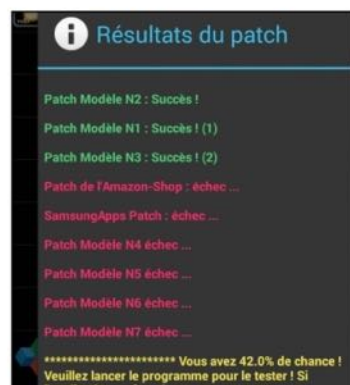 Résultats du patch
Patch Modèle N2 : Succès !
Patch Modèle N1 : Succès ! (1)
Patch Modèle N3 : Succès ! (2)
Patch de l'Amazon-Shop : échec ...
SamsungApps Patch : échec ...
Patch Modèle N4 échec ...
Patch Modèle N5 échec ...
Patch Modèle N6 échec ...
Patch Modèle N7 échec ...
*********************** Vous avez 42.0% de chance !
Veuillez lancer le programme pour le tester ! Si